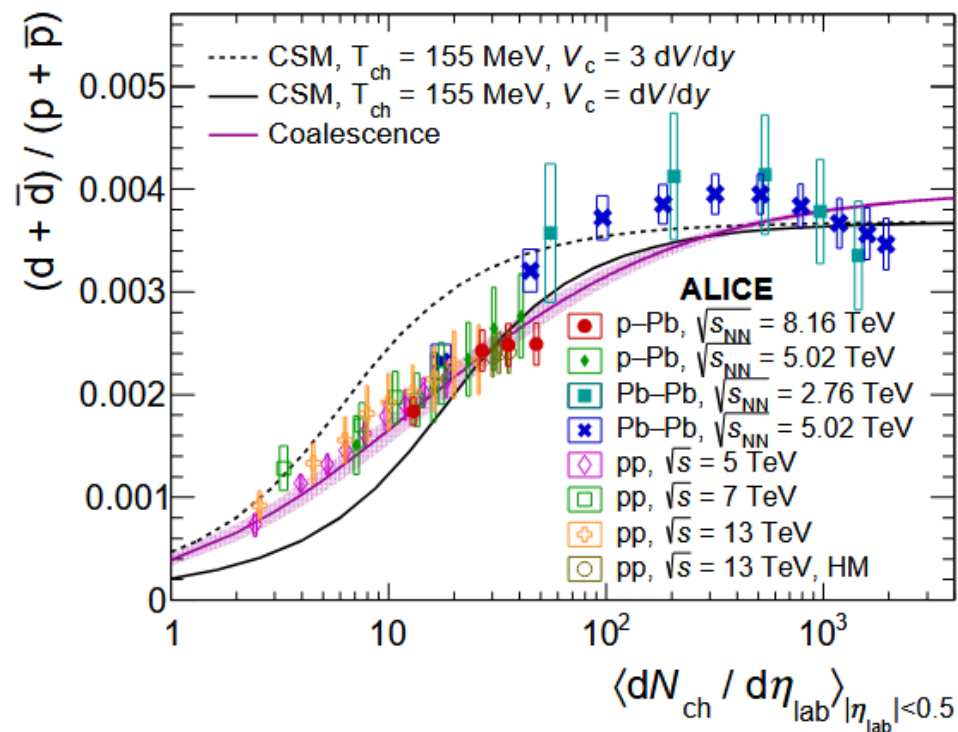 (d + d̅) / (p + p̅)
0.005
0.004
0.003
0.002
0.001
0
CSM, T_ch = 155 MeV, V_c = 3 dV/dy
CSM, T_ch = 155 MeV, V_c = dV/dy
Coalescence
ALICE
p–Pb, √s_NN = 8.16 TeV
p–Pb, √s_NN = 5.02 TeV
Pb–Pb, √s_NN = 2.76 TeV
Pb–Pb, √s_NN = 5.02 TeV
pp, √s = 5 TeV
pp, √s = 7 TeV
pp, √s = 13 TeV
pp, √s = 13 TeV, HM
1 10 10² 10³
⟨dN_ch / dη_lab⟩_|η_lab|<0.5